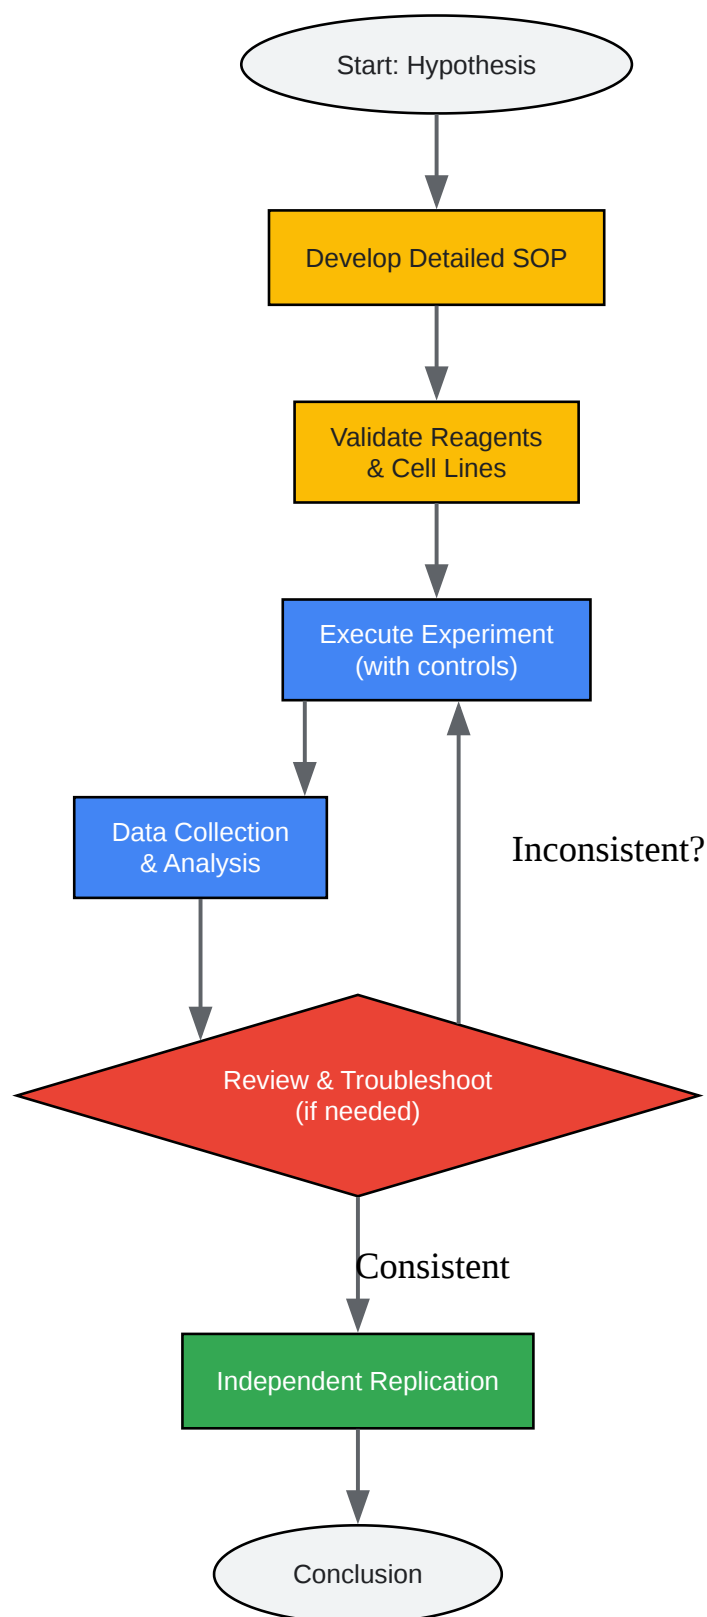 Start: Hypothesis
Develop Detailed SOP
Validate Reagents
& Cell Lines
Execute Experiment
(with controls)
Data Collection
& Analysis
Inconsistent?
Review & Troubleshoot
(if needed)
Consistent
Independent Replication
Conclusion